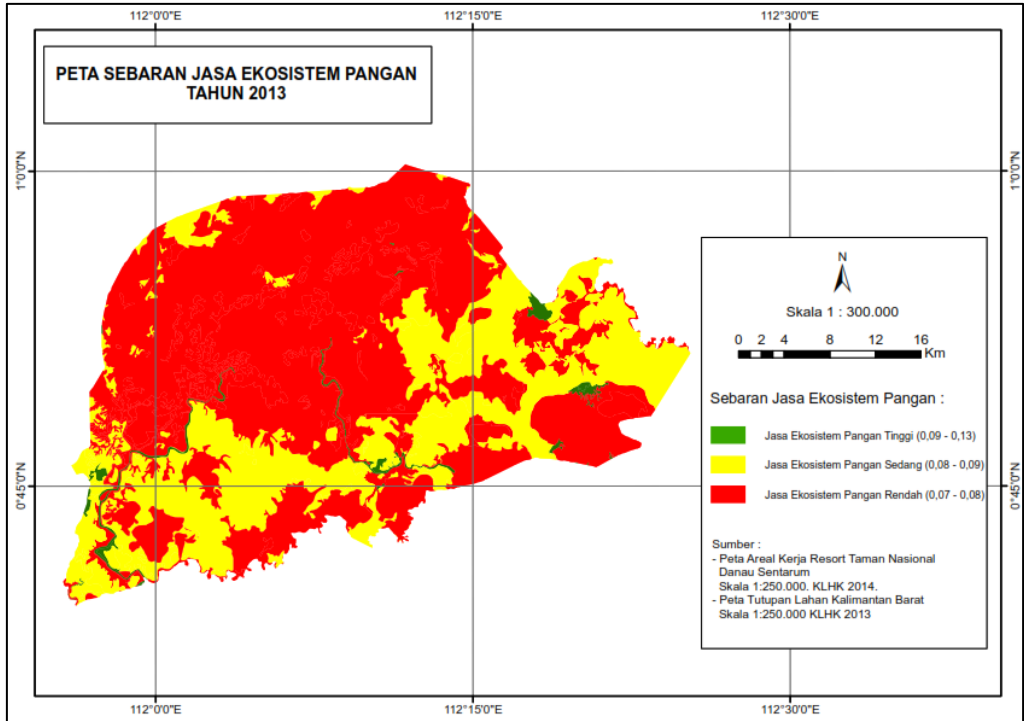 112°0'0"E 112°15'0"E 112°30'0"E
PETA SEBARAN JASA EKOSISTEM PANGAN
TAHUN 2013
1°0'0"N 1°0'0"N
N
Skala 1 : 300.000
0 2 4 8 12 16
Km
Sebaran Jasa Ekosistem Pangan :
Jasa Ekosistem Pangan Tinggi (0,09 - 0,13)
Jasa Ekosistem Pangan Sedang (0,08 - 0,09)
Jasa Ekosistem Pangan Rendah (0,07 - 0,08)
0°45'0"N 0°45'0"N
Sumber :
- Peta Areal Kerja Resort Taman Nasional
Danau Sentarum
Skala 1:250.000. KLHK 2014.
- Peta Tutupan Lahan Kalimantan Barat
Skala 1:250.000 KLHK 2013
112°0'0"E 112°15'0"E 112°30'0"E